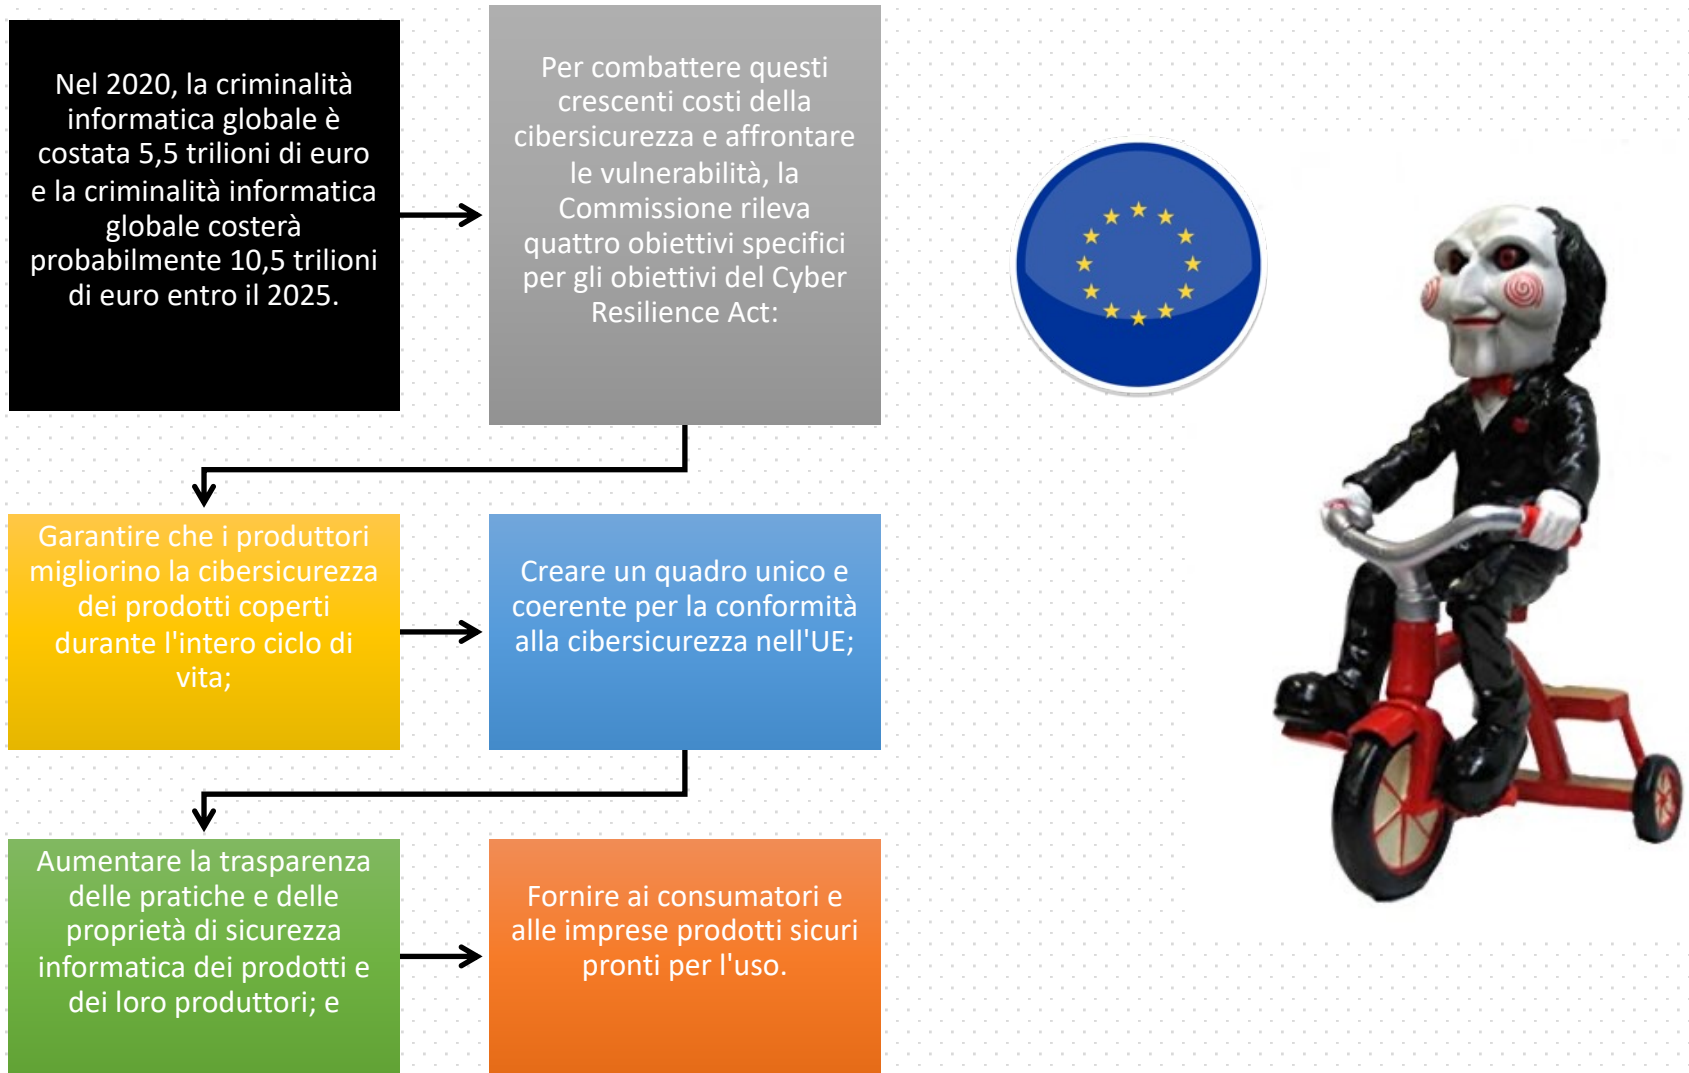 Nel 2020, la criminalità
informatica globale è
costata 5,5 trilioni di euro
e la criminalità informatica
globale costerà
probabilmente 10,5 trilioni
di euro entro il 2025.
Per combattere questi
crescenti costi della
cibersicurezza e affrontare
le vulnerabilità, la
Commissione rileva
quattro obiettivi specifici
per gli obiettivi del Cyber
Resilience Act:
Garantire che i produttori
migliorino la cibersicurezza
dei prodotti coperti
durante l'intero ciclo di
vita;
Creare un quadro unico e
coerente per la conformità
alla cibersicurezza nell'UE;
Aumentare la trasparenza
delle pratiche e delle
proprietà di sicurezza
informatica dei prodotti e
dei loro produttori; e
Fornire ai consumatori e
alle imprese prodotti sicuri
pronti per l'uso.